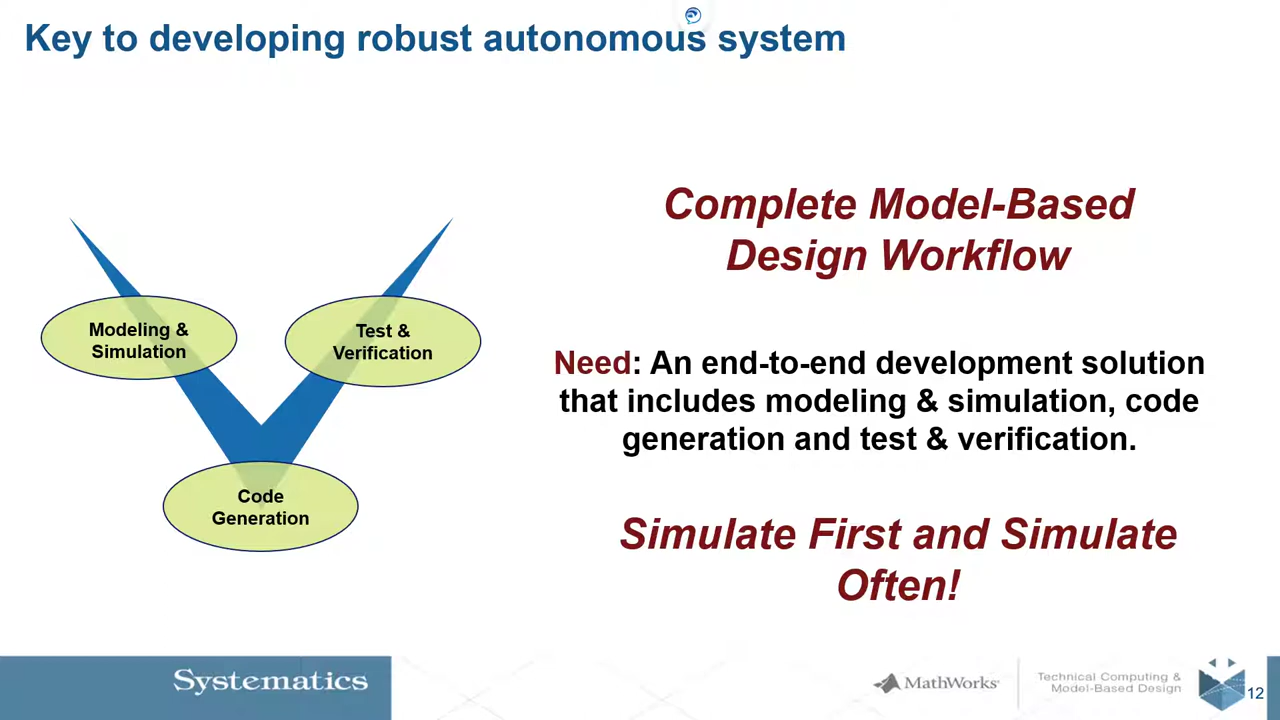 Key to developing robust autonomous system
Complete Model-Based
Design Workflow
Modeling &
Simulation
Test &
Verification
Code
Generation
Need: An end-to-end development solution
that includes modeling & simulation, code
generation and test & verification.
Simulate First and Simulate
Often!
Systematics
MathWorks
Technical Computing &
Model-Based Design
12